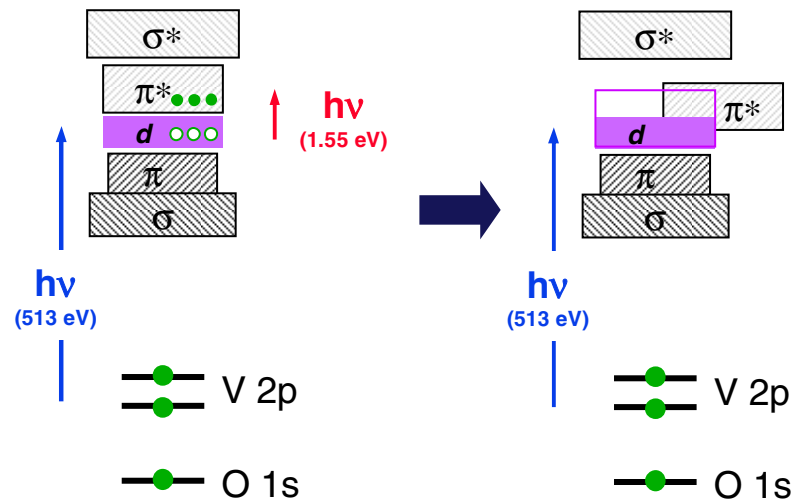 σ*
π*
d
π
σ
hν
(1.55 eV)
hν
(513 eV)
V 2p
O 1s
σ*
π*
d
π
σ
hν
(513 eV)
V 2p
O 1s